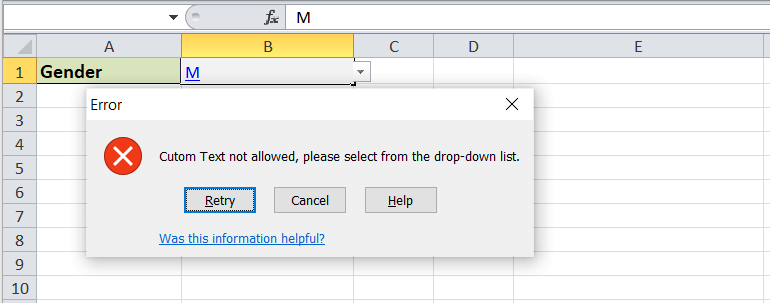 fx M
A B C D E
1 Gender M
2
3
4
5
6
7
8
9
10
Error
Cutom Text not allowed, please select from the drop-down list.
Retry Cancel Help
Was this information helpful?